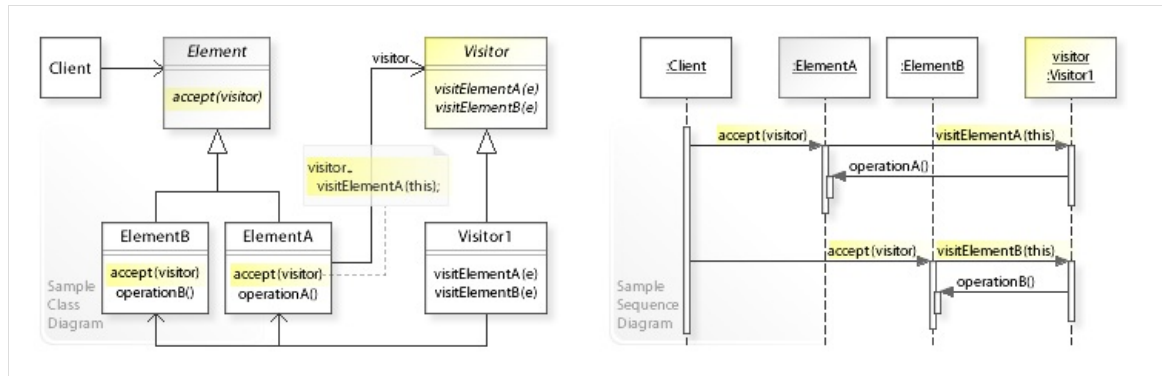 Client
Element
accept(visitor)
visitor
Visitor
visitElementA(e)
visitElementB(e)
visitor.
visitElementA(this);
ElementB
accept(visitor)
operationB()
ElementA
accept(visitor)
operationA()
Visitor1
visitElementA(e)
visitElementB(e)
Sample
Class
Diagram
:Client
:ElementA
:ElementB
visitor
:Visitor1
accept(visitor)
visitElementA(this)
operationA()
accept(visitor)
visitElementB(this)
operationB()
Sample
Sequence
Diagram